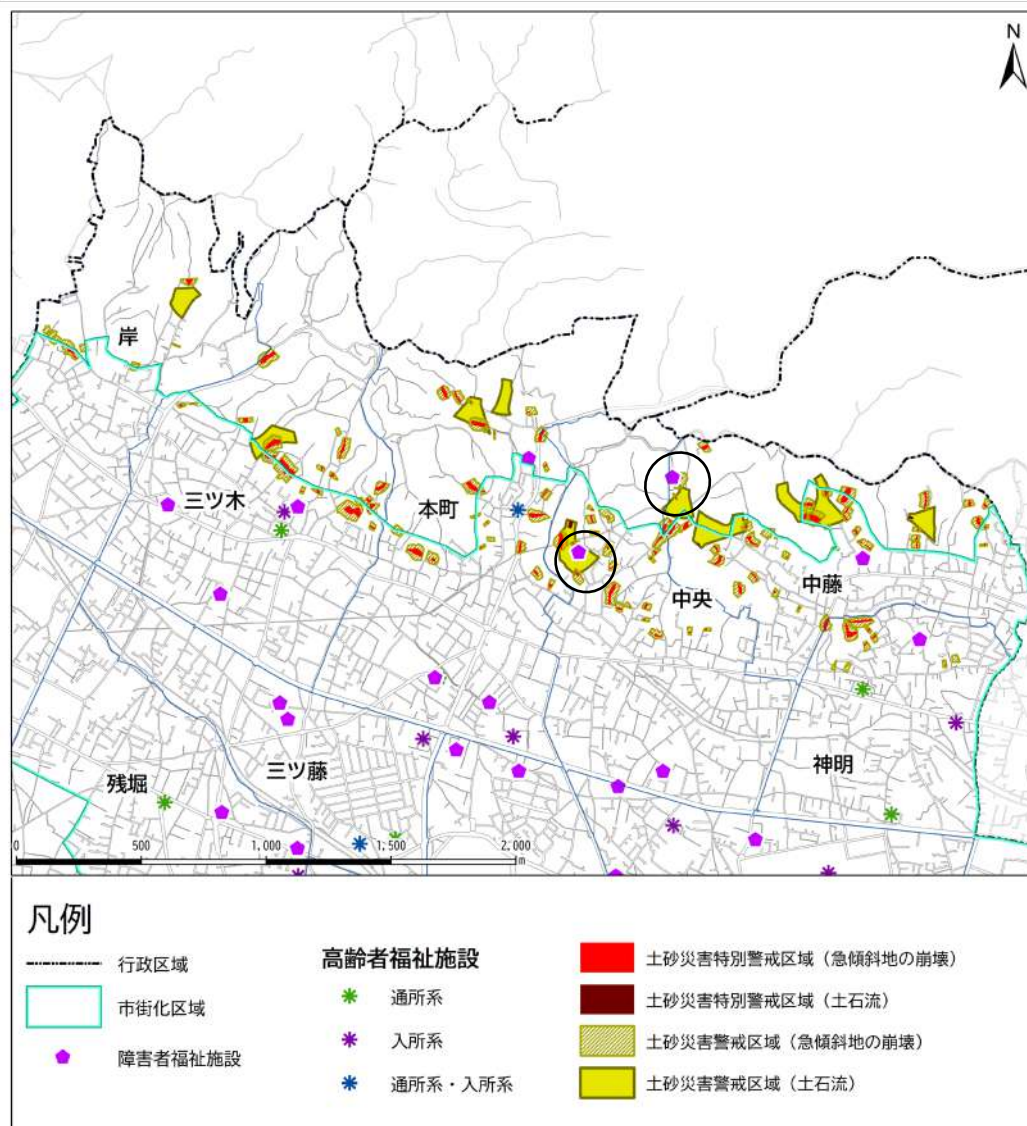 N
岸
三ツ木
本町
中央
中藤
残堀
三ツ藤
神明
0 500 1,000 1,500 2,000
m
凡例
行政区域
市街化区域
障害者福祉施設
高齢者福祉施設
通所系
入所系
通所系・入所系
土砂災害特別警戒区域（急傾斜地の崩壊）
土砂災害特別警戒区域（土石流）
土砂災害警戒区域（急傾斜地の崩壊）
土砂災害警戒区域（土石流）